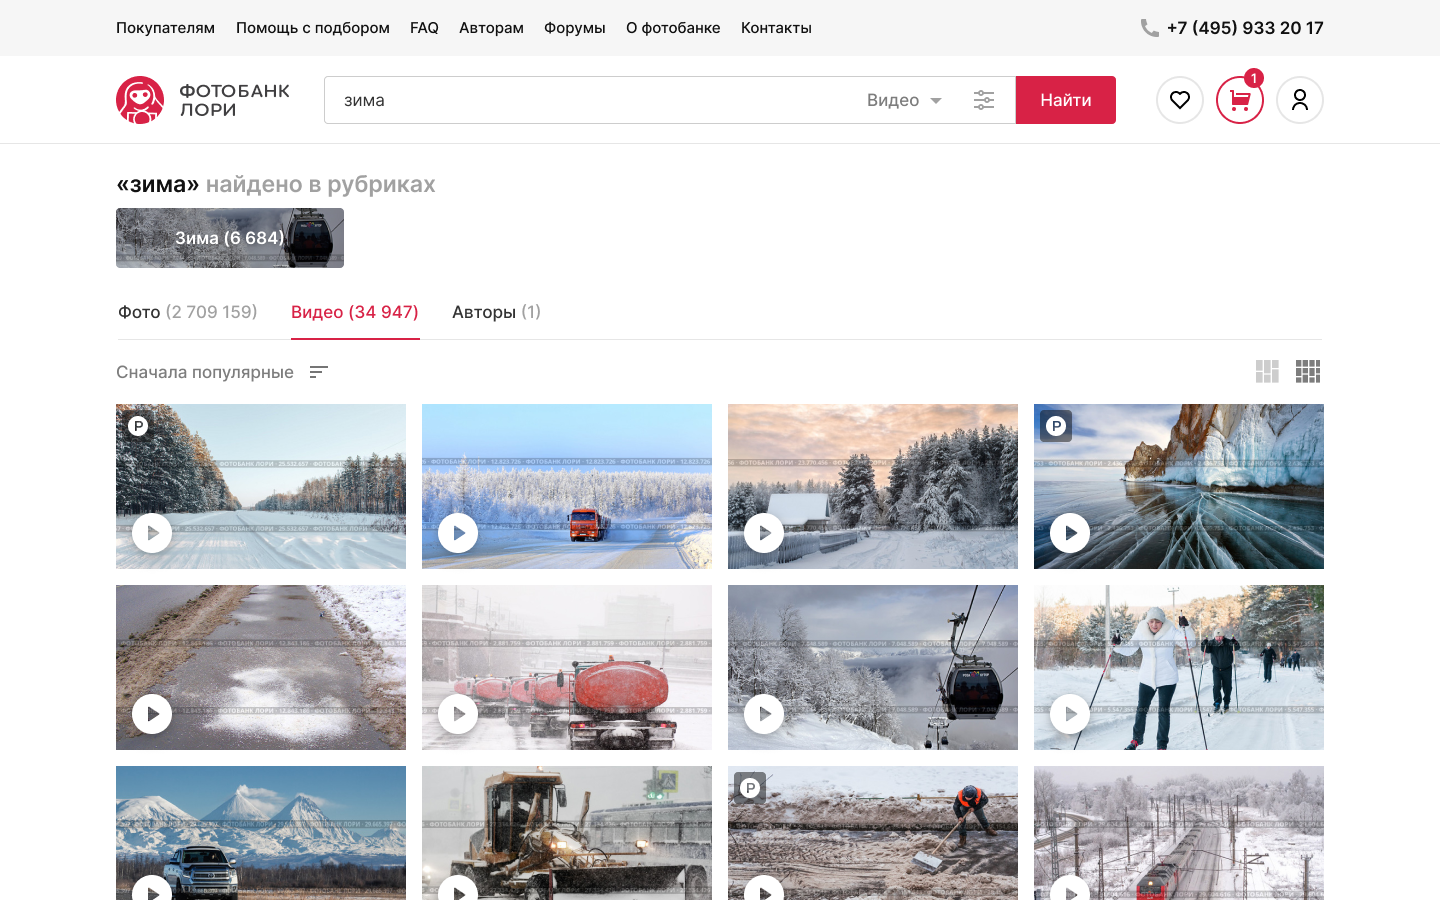 Покупателям Помощь с подбором FAQ Авторам Форумы О фотобанке Контакты +7 (495) 933 20 17
ФОТОБАНК
ЛОРИ
зима Видео Найти
1
«зима» найдено в рубриках
Зима (6 684)
Фото (2 709 159) Видео (34 947) Авторы (1)
Сначала популярные
P
P
P